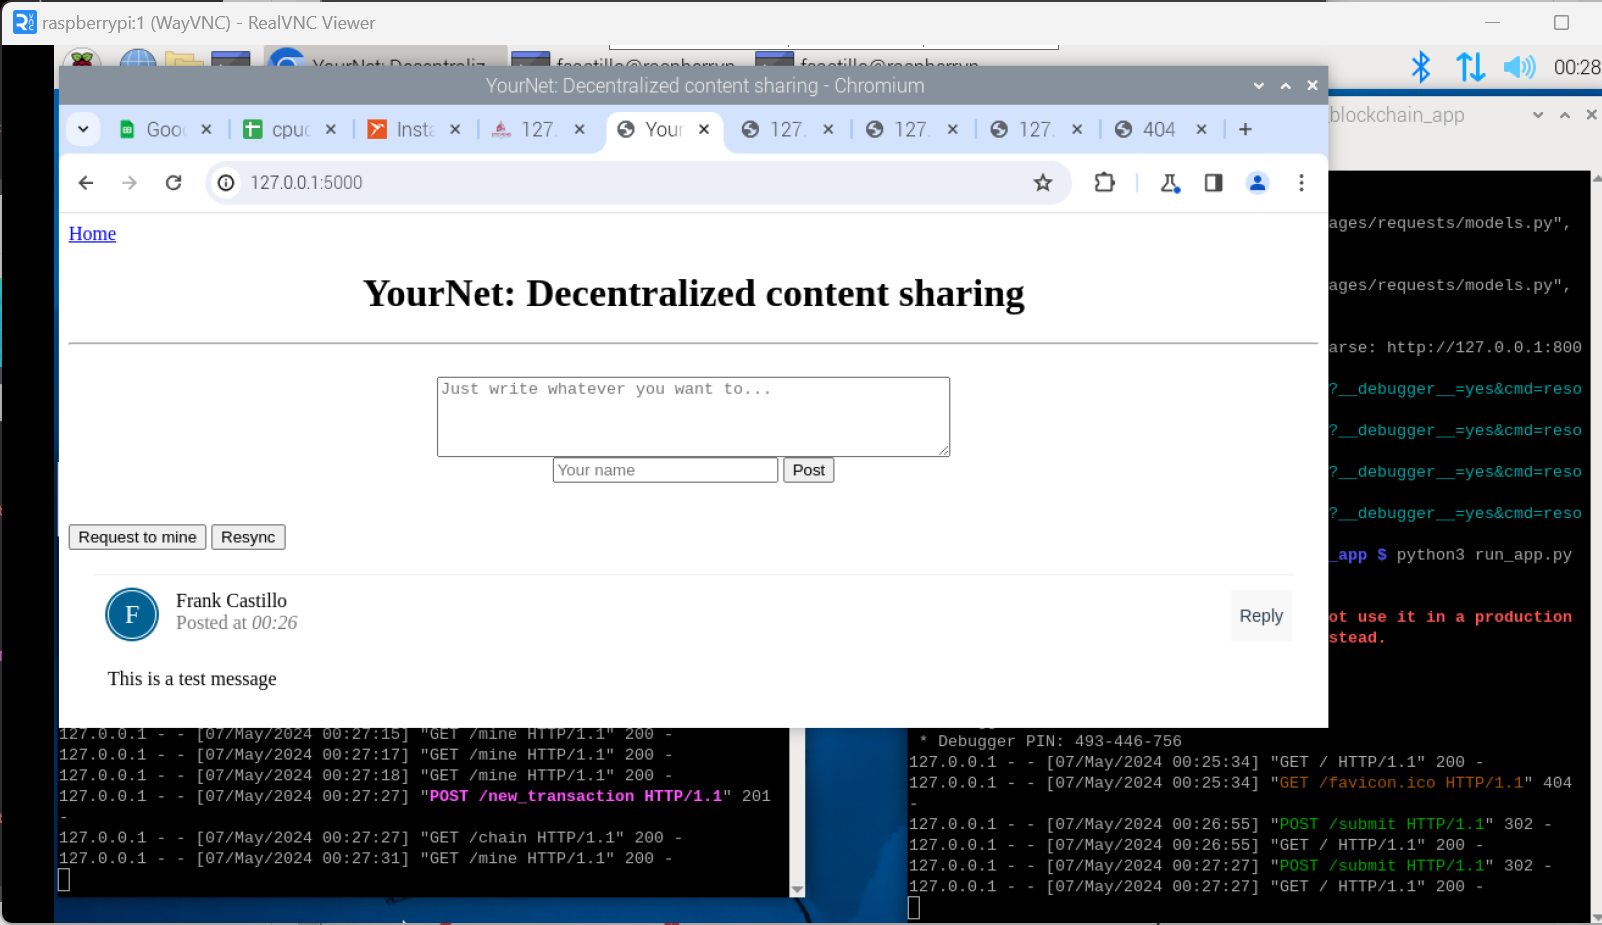 raspberrypi:1 (WayVNC) - RealVNC Viewer
YourNet: Decentraliz
00:28
YourNet: Decentralized content sharing - Chromium
blockchain_app
Goo
cpu
Insta
127.
Your
127.
127.
127.
404
127.0.0.1:5000
Home
YourNet: Decentralized content sharing
Just write whatever you want to...
Your name
Post
Request to mine
Resync
F
Frank Castillo
Posted at 00:26
Reply
This is a test message
ages/requests/models.py",
ages/requests/models.py",
arse: http://127.0.0.1:800
?__debugger__=yes&cmd=reso
?__debugger__=yes&cmd=reso
?__debugger__=yes&cmd=reso
?__debugger__=yes&cmd=reso
_app $ python3 run_app.py
ot use it in a production
stead.
127.0.0.1 - - [07/May/2024 00:27:15] "GET /mine HTTP/1.1" 200 -
127.0.0.1 - - [07/May/2024 00:27:17] "GET /mine HTTP/1.1" 200 -
127.0.0.1 - - [07/May/2024 00:27:18] "GET /mine HTTP/1.1" 200 -
127.0.0.1 - - [07/May/2024 00:27:27] "POST /new_transaction HTTP/1.1" 201
-
127.0.0.1 - - [07/May/2024 00:27:27] "GET /chain HTTP/1.1" 200 -
127.0.0.1 - - [07/May/2024 00:27:31] "GET /mine HTTP/1.1" 200 -
* Debugger PIN: 493-446-756
127.0.0.1 - - [07/May/2024 00:25:34] "GET / HTTP/1.1" 200 -
127.0.0.1 - - [07/May/2024 00:25:34] "GET /favicon.ico HTTP/1.1" 404
-
127.0.0.1 - - [07/May/2024 00:26:55] "POST /submit HTTP/1.1" 302 -
127.0.0.1 - - [07/May/2024 00:26:55] "GET / HTTP/1.1" 200 -
127.0.0.1 - - [07/May/2024 00:27:27] "POST /submit HTTP/1.1" 302 -
127.0.0.1 - - [07/May/2024 00:27:27] "GET / HTTP/1.1" 200 -